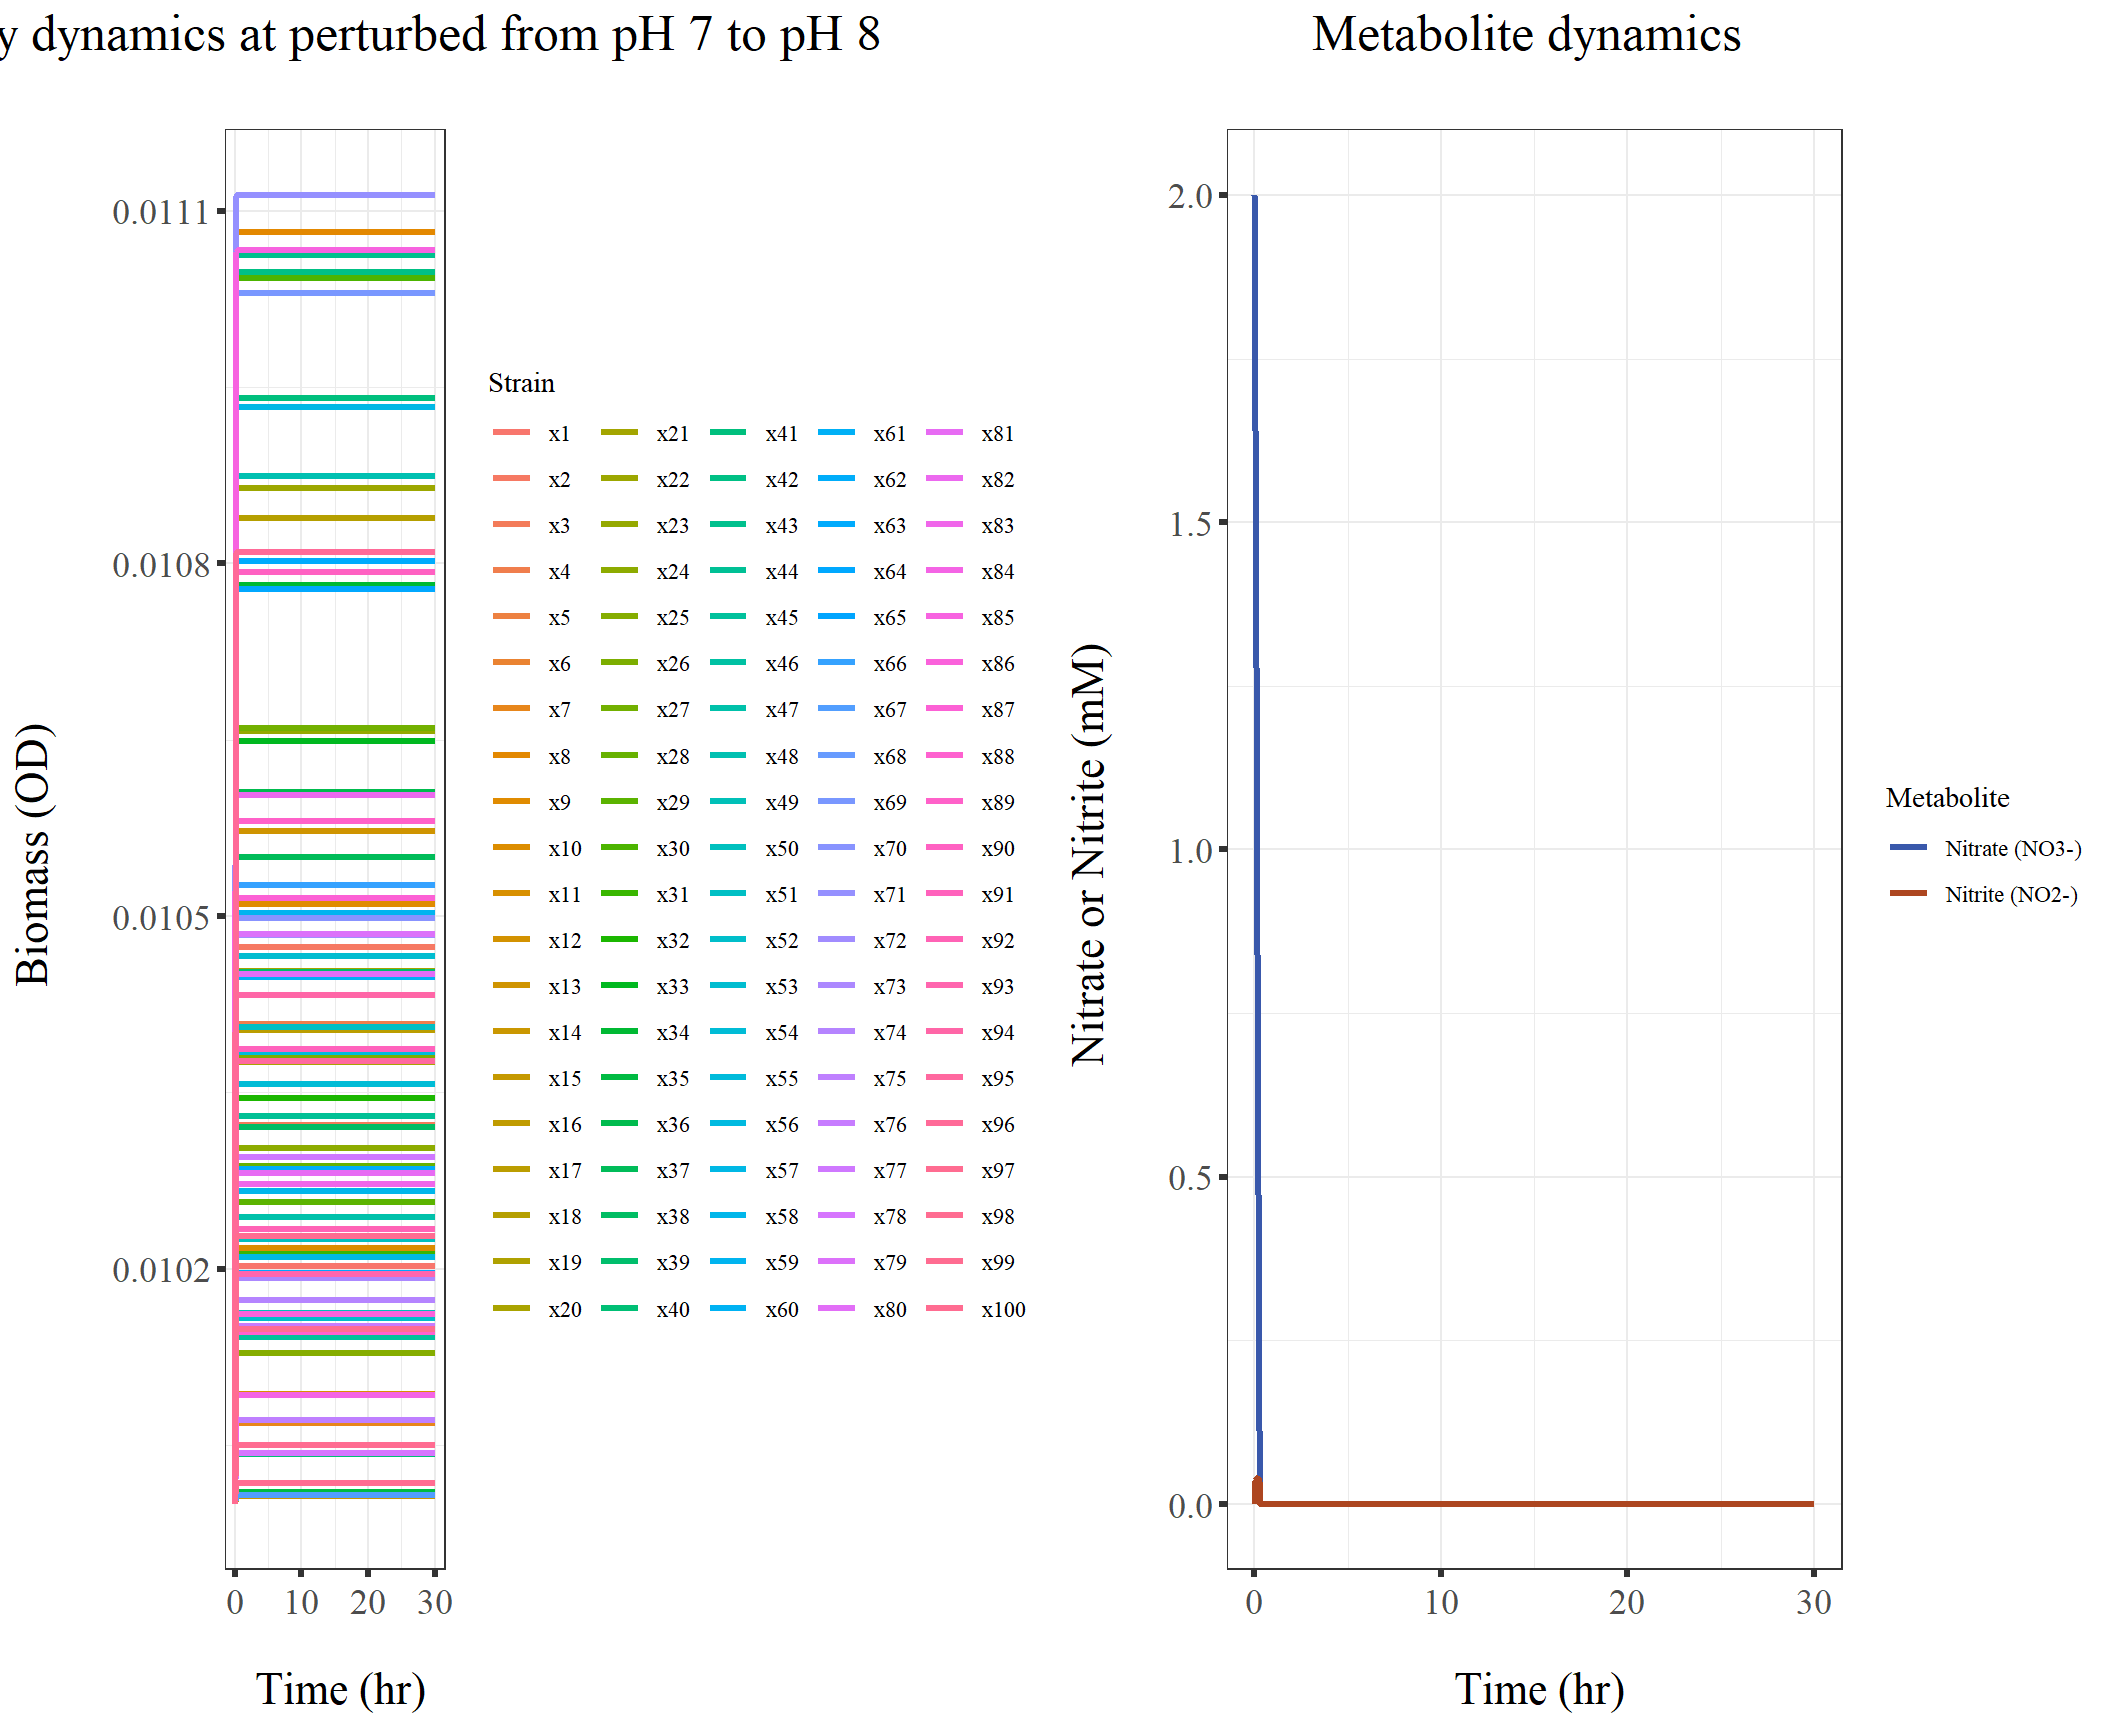 y dynamics at perturbed from pH 7 to pH 8
Metabolite dynamics
0.0111
0.0108
0.0105
0.0102
Biomass (OD)
0 10 20 30
Time (hr)
Strain
x1 x21 x41 x61 x81
x2 x22 x42 x62 x82
x3 x23 x43 x63 x83
x4 x24 x44 x64 x84
x5 x25 x45 x65 x85
x6 x26 x46 x66 x86
x7 x27 x47 x67 x87
x8 x28 x48 x68 x88
x9 x29 x49 x69 x89
x10 x30 x50 x70 x90
x11 x31 x51 x71 x91
x12 x32 x52 x72 x92
x13 x33 x53 x73 x93
x14 x34 x54 x74 x94
x15 x35 x55 x75 x95
x16 x36 x56 x76 x96
x17 x37 x57 x77 x97
x18 x38 x58 x78 x98
x19 x39 x59 x79 x99
x20 x40 x60 x80 x100
Nitrate or Nitrite (mM)
2.0
1.5
1.0
0.5
0.0
0 10 20 30
Time (hr)
Metabolite
Nitrate (NO3-)
Nitrite (NO2-)